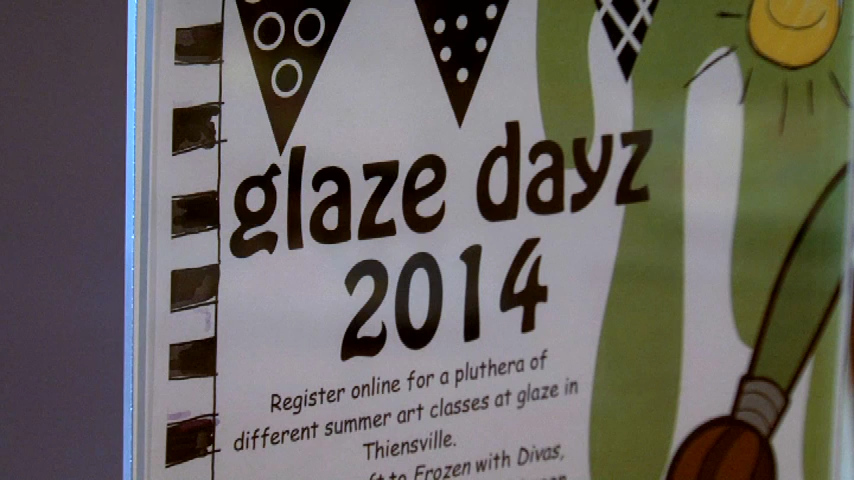 glaze dayz
2014
Register online for a pluthera of
different summer art classes at glaze in
Thiensville.
to Frozen with Divas,